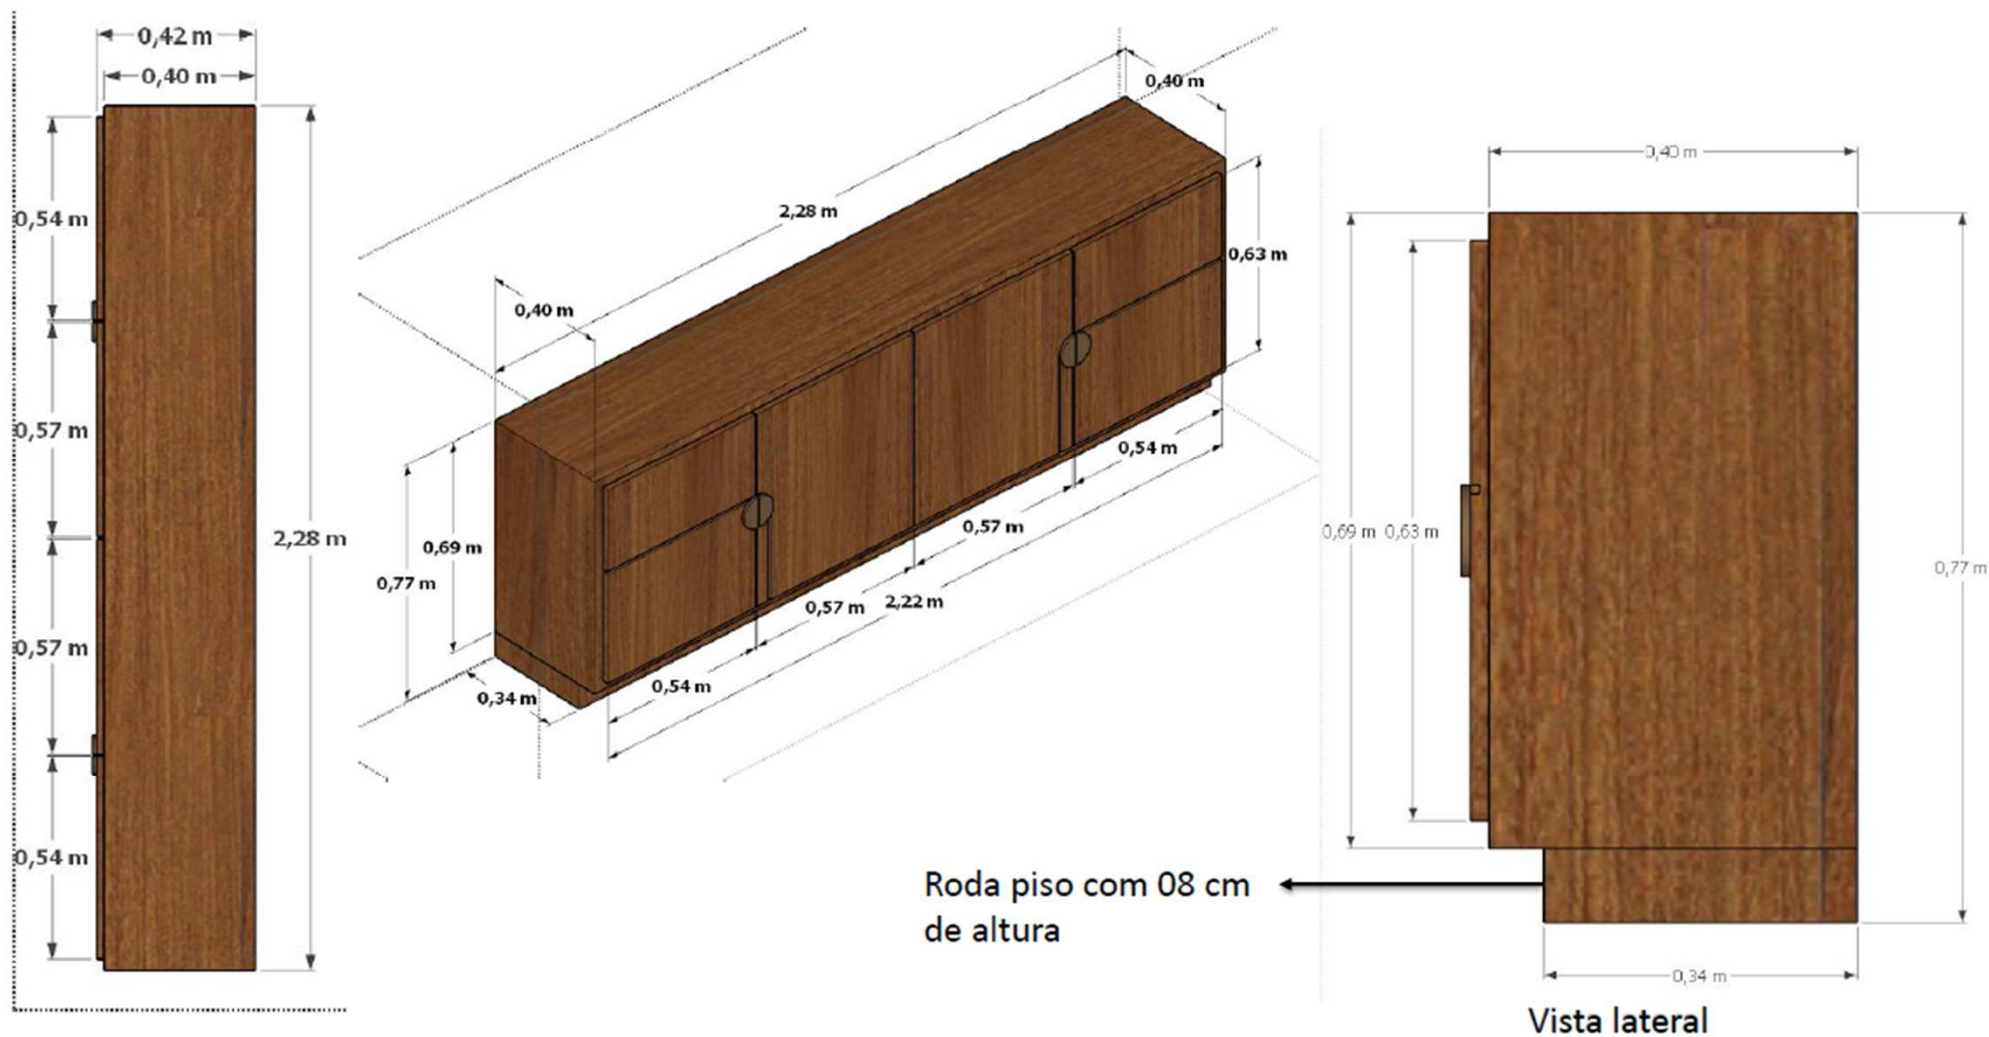 0,42 m
0,40 m
0,54 m
0,57 m
2,28 m
0,57 m
0,54 m
0,40 m
2,28 m
0,63 m
0,40 m
0,54 m
0,57 m
0,69 m
0,77 m
0,57 m
2,22 m
0,54 m
0,34 m
0,40 m
0,69 m
0,63 m
0,77 m
Roda piso com 08 cm
de altura
0,34 m
Vista lateral